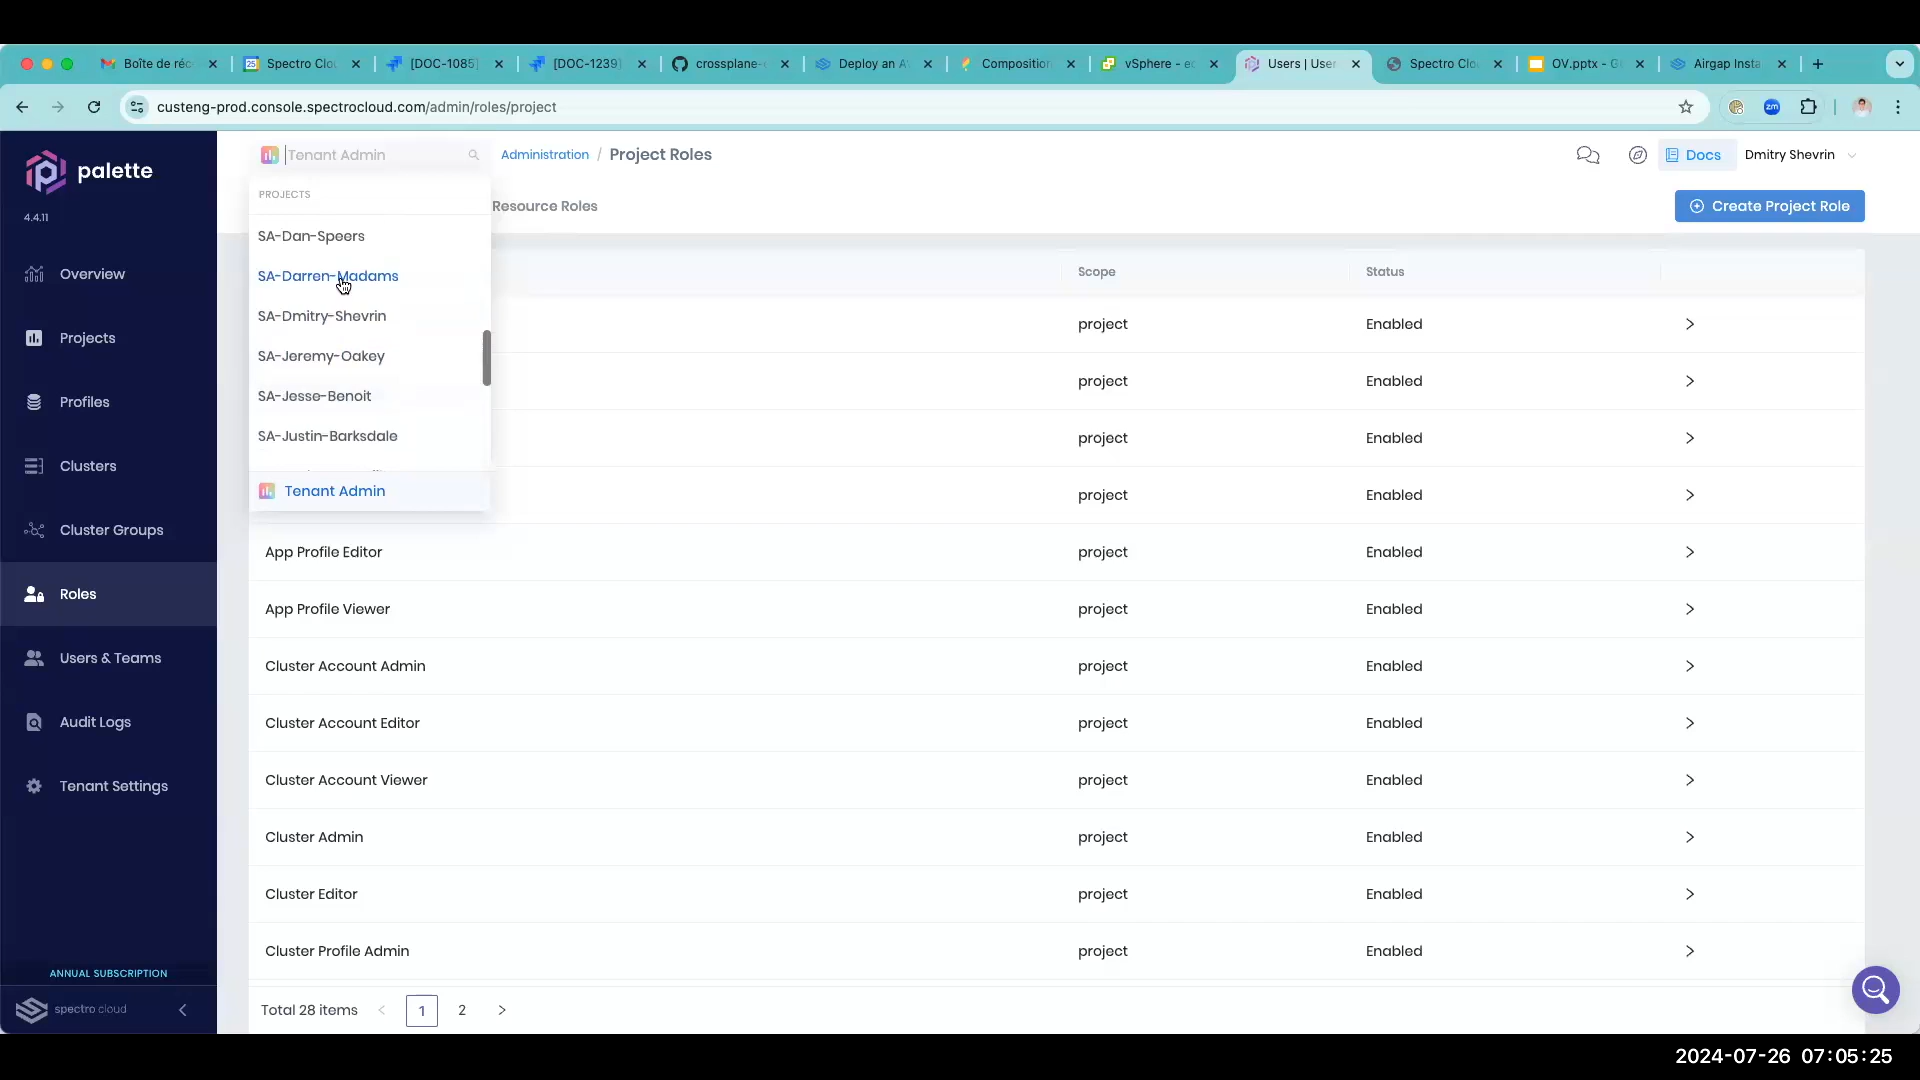 Boîte de réc
25
Spectro Clo
[DOC-1085]
[DOC-1239]
crossplane-
Deploy an A
Composition
vSphere - e
Users | User
Spectro Clo
OV.pptx - G
Airgap Insta
custeng-prod.console.spectrocloud.com/admin/roles/project
zm
palette
4.4.11
Overview
Projects
Profiles
Clusters
Cluster Groups
Roles
Users & Teams
Audit Logs
Tenant Settings
ANNUAL SUBSCRIPTION
spectro cloud
Tenant Admin
Administration / Project Roles
Docs
Dmitry Shevrin
PROJECTS
Resource Roles
Create Project Role
SA-Dan-Speers
SA-Darren-Madams
SA-Dmitry-Shevrin
SA-Jeremy-Oakey
SA-Jesse-Benoit
SA-Justin-Barksdale
Tenant Admin
Scope Status
project Enabled
project Enabled
project Enabled
project Enabled
App Profile Editor project Enabled
App Profile Viewer project Enabled
Cluster Account Admin project Enabled
Cluster Account Editor project Enabled
Cluster Account Viewer project Enabled
Cluster Admin project Enabled
Cluster Editor project Enabled
Cluster Profile Admin project Enabled
Total 28 items < 1 2 >
2024-07-26 07:05:25